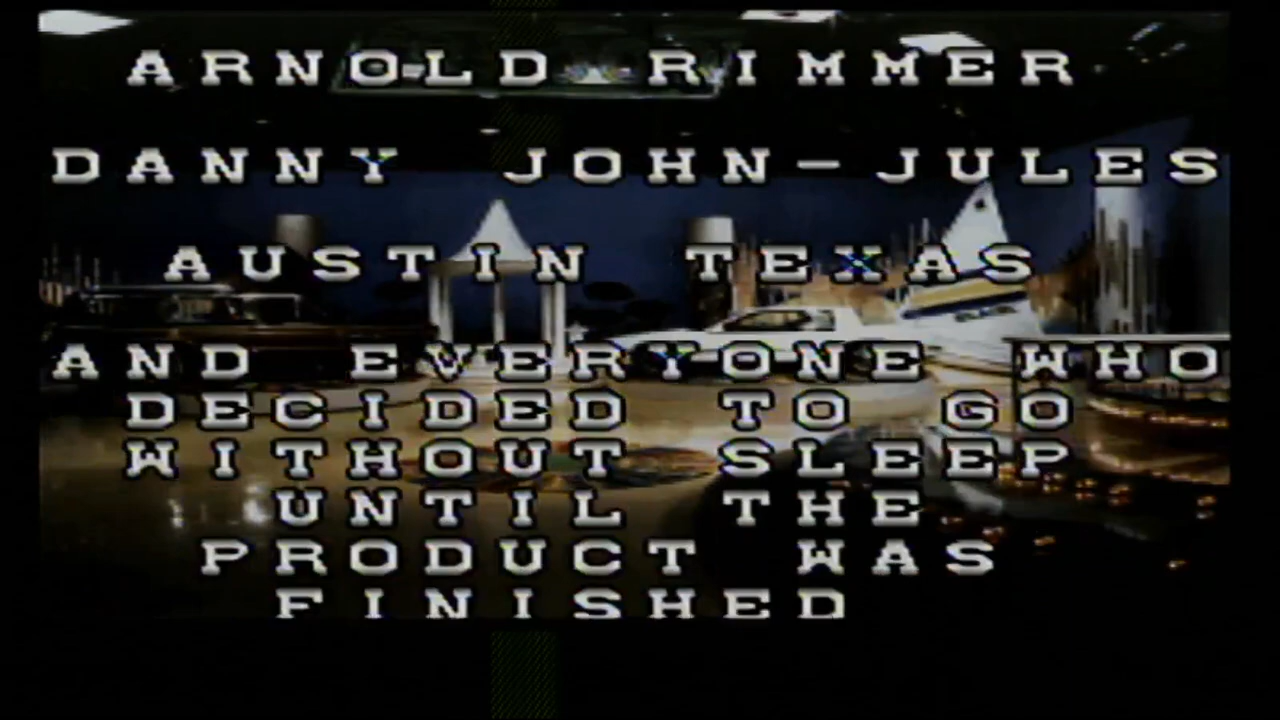 ARNOLD RIMMER
DANNY JOHN-JULES
AUSTIN TEXAS
AND EVERYONE WHO
DECIDED TO GO
WITHOUT SLEEP
UNTIL THE
PRODUCT WAS
FINISHED